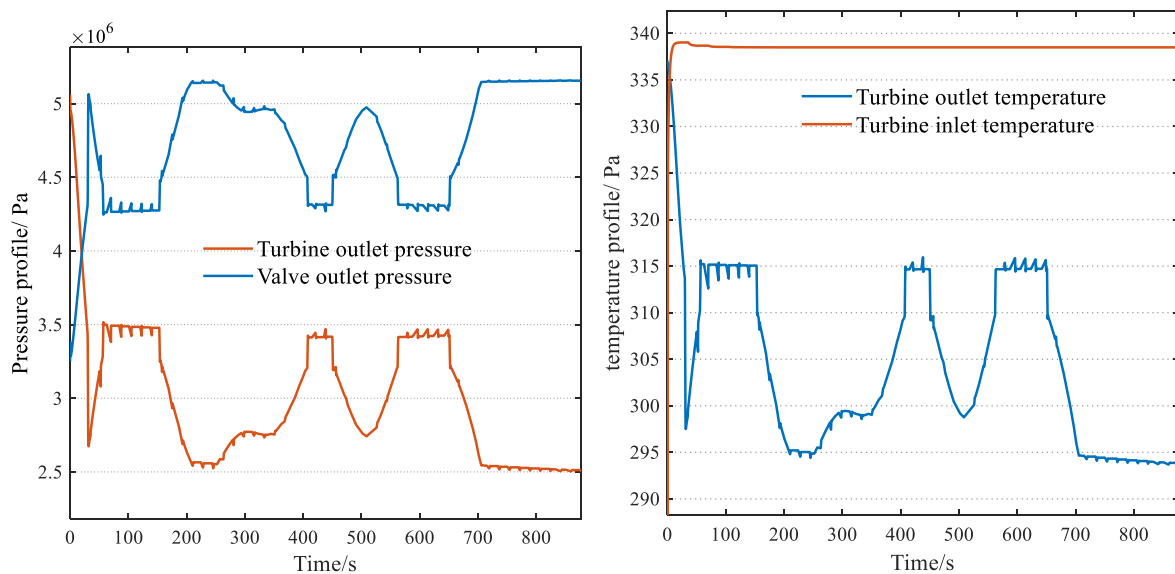 ×10⁶
5
4.5
4
3.5
3
2.5
Pressure profile/ Pa
Turbine outlet pressure
Valve outlet pressure
0 100 200 300 400 500 600 700 800
Time/s
340
335
330
325
320
315
310
305
300
295
290
temperature profile/ Pa
Turbine outlet temperature
Turbine inlet temperature
0 100 200 300 400 500 600 700 800
Time/s